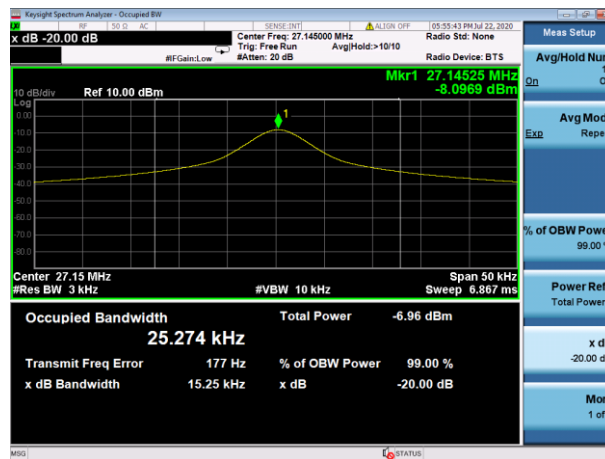 Keysight Spectrum Analyzer - Occupied BW
RF 50 Ω AC SENSE:INT ALIGN OFF 05:55:43 PM Jul 22, 2020
x dB -20.00 dB Center Freq: 27.145000 MHz Radio Std: None
Trig: Free Run Avg|Hold:>10/10
#IFGain:Low #Atten: 20 dB Radio Device: BTS
Meas Setup
Avg/Hold Num
On
Avg Mod
Exp Repe
% of OBW Powe
99.00 %
Power Ref
Total Power
x d
-20.00 d
Mor
1 of
Mkr1 27.14525 MHz
-8.0969 dBm
10 dB/div Ref 10.00 dBm
Log
0.00
-10.0
-20.0
-30.0
-40.0
-50.0
-60.0
-70.0
-80.0
1
Center 27.15 MHz Span 50 kHz
#Res BW 3 kHz #VBW 10 kHz Sweep 6.867 ms
Occupied Bandwidth Total Power -6.96 dBm
25.274 kHz
Transmit Freq Error 177 Hz % of OBW Power 99.00 %
x dB Bandwidth 15.25 kHz x dB -20.00 dB
MSG STATUS